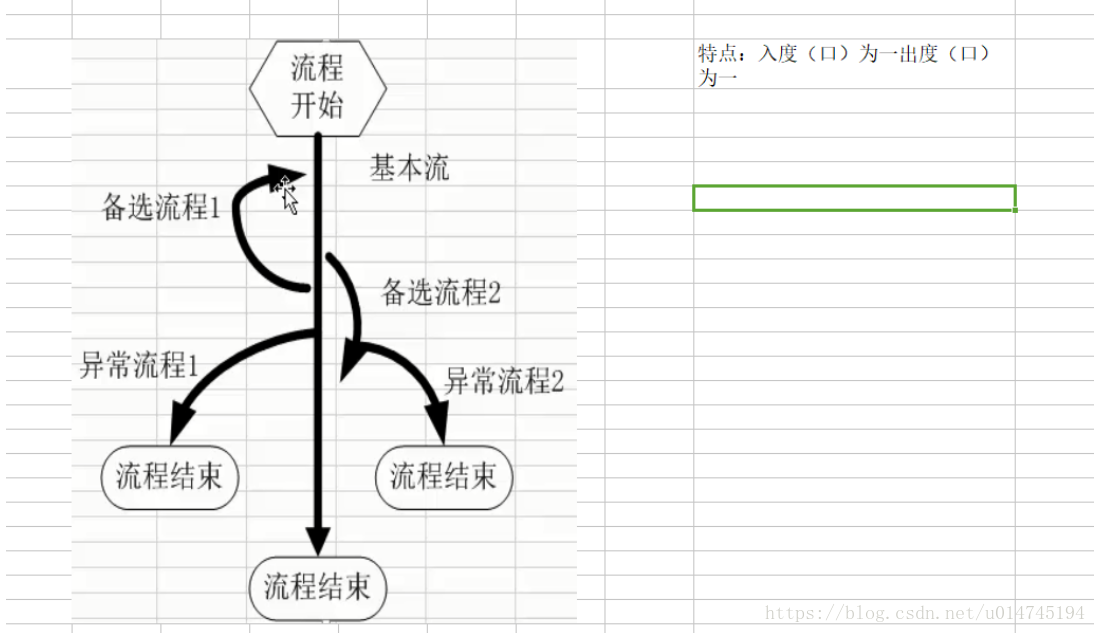 特点：入度（口）为一出度（口）
为一
流程
开始
基本流
备选流程1
备选流程2
异常流程1
异常流程2
流程结束
流程结束
流程结束
https://blog.csdn.net/u014745194